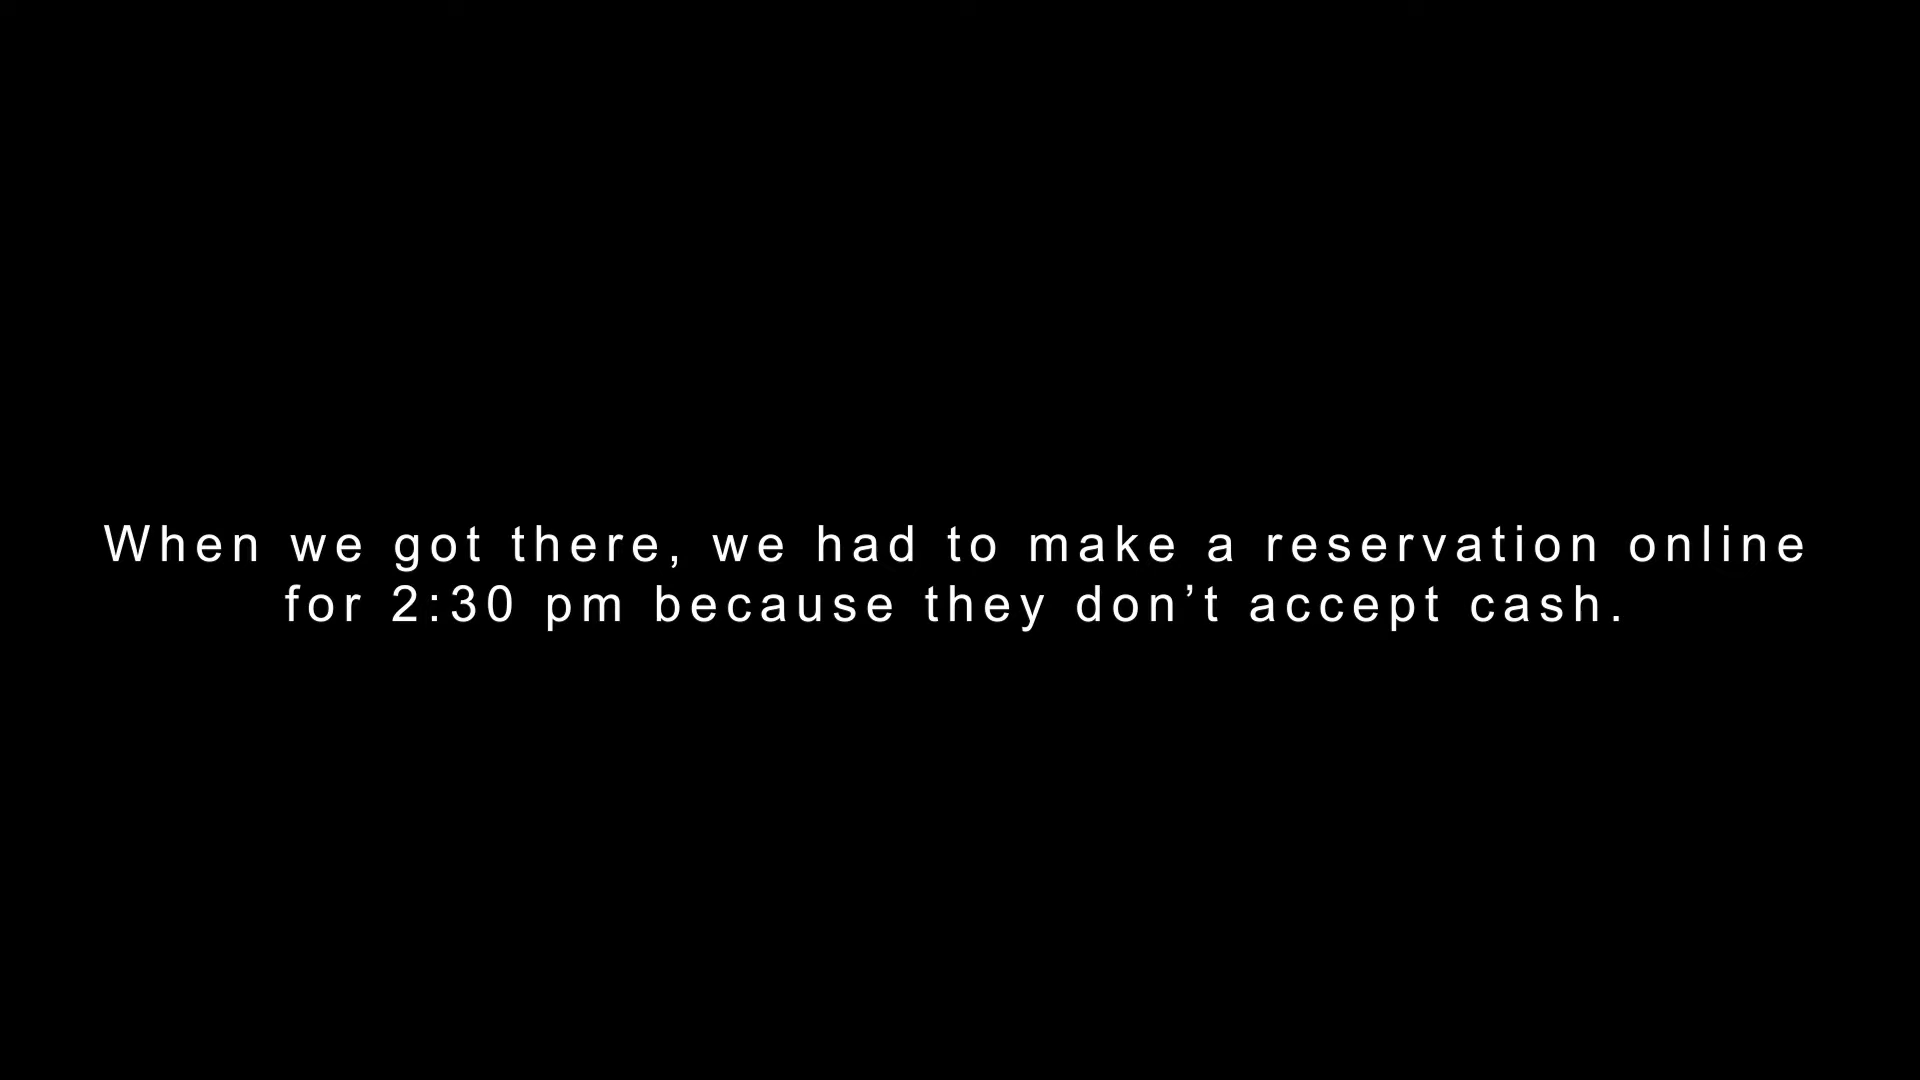 When we got there, we had to make a reservation online
for 2:30 pm because they don’t accept cash.